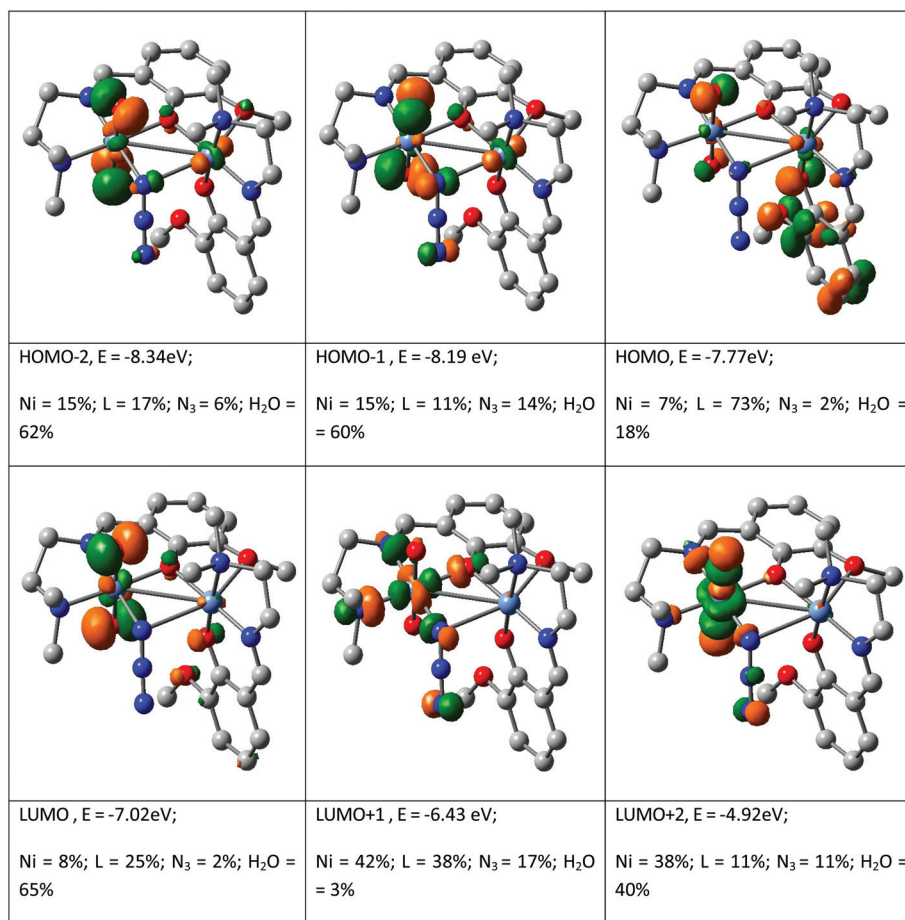 HOMO-2, E = -8.34eV;
Ni = 15%; L = 17%; N₃ = 6%; H₂O =
62%
HOMO-1 , E = -8.19 eV;
Ni = 15%; L = 11%; N₃ = 14%; H₂O
= 60%
HOMO, E = -7.77eV;
Ni = 7%; L = 73%; N₃ = 2%; H₂O =
18%
LUMO , E = -7.02eV;
Ni = 8%; L = 25%; N₃ = 2%; H₂O =
65%
LUMO+1 , E = -6.43 eV;
Ni = 42%; L = 38%; N₃ = 17%; H₂O
= 3%
LUMO+2, E = -4.92eV;
Ni = 38%; L = 11%; N₃ = 11%; H₂O =
40%